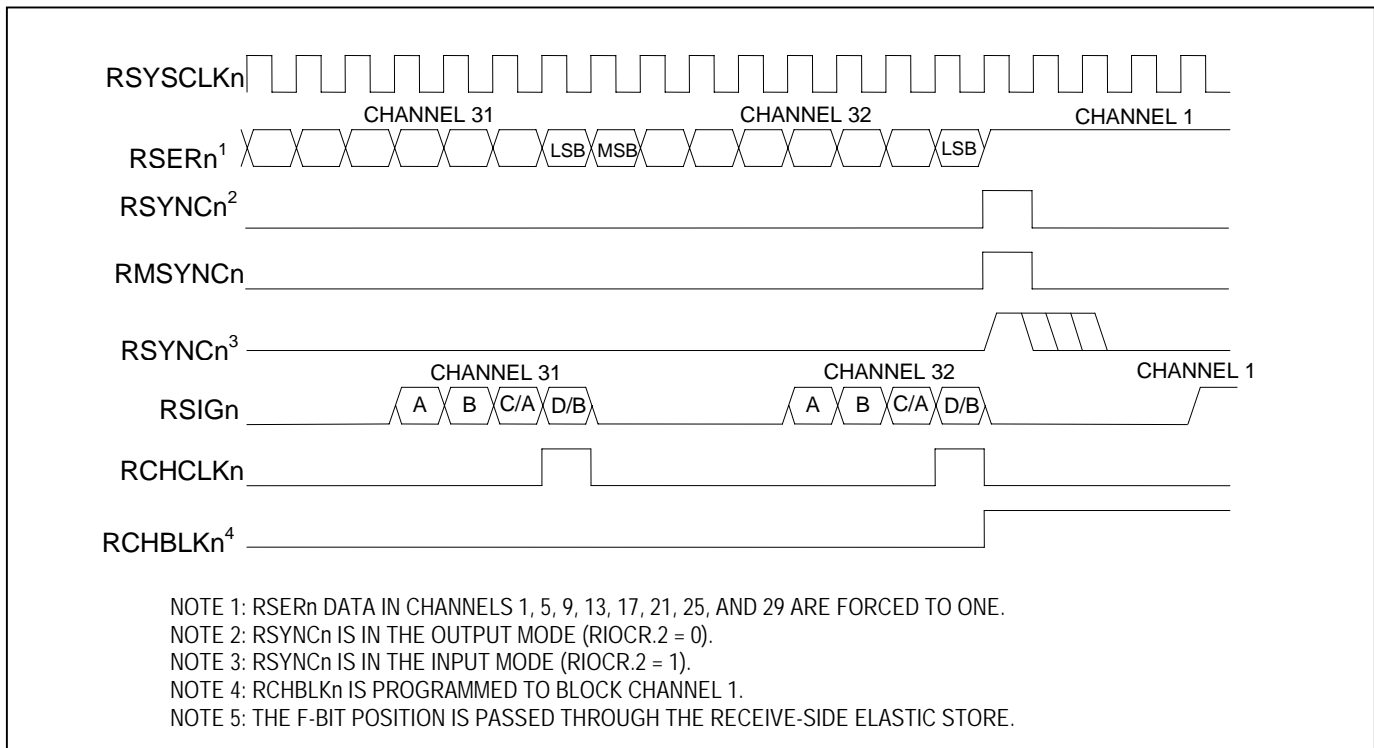 RSYSCLKn
CHANNEL 31 CHANNEL 32 CHANNEL 1
RSERn¹ LSB MSB LSB
RSYNCn²
RMSYNCn
RSYNCn³
CHANNEL 31 CHANNEL 32 CHANNEL 1
RSIGn A B C/A D/B A B C/A D/B
RCHCLKn
RCHBLKn⁴
NOTE 1: RSERn DATA IN CHANNELS 1, 5, 9, 13, 17, 21, 25, AND 29 ARE FORCED TO ONE.
NOTE 2: RSYNCn IS IN THE OUTPUT MODE (RIOCR.2 = 0).
NOTE 3: RSYNCn IS IN THE INPUT MODE (RIOCR.2 = 1).
NOTE 4: RCHBLKn IS PROGRAMMED TO BLOCK CHANNEL 1.
NOTE 5: THE F-BIT POSITION IS PASSED THROUGH THE RECEIVE-SIDE ELASTIC STORE.